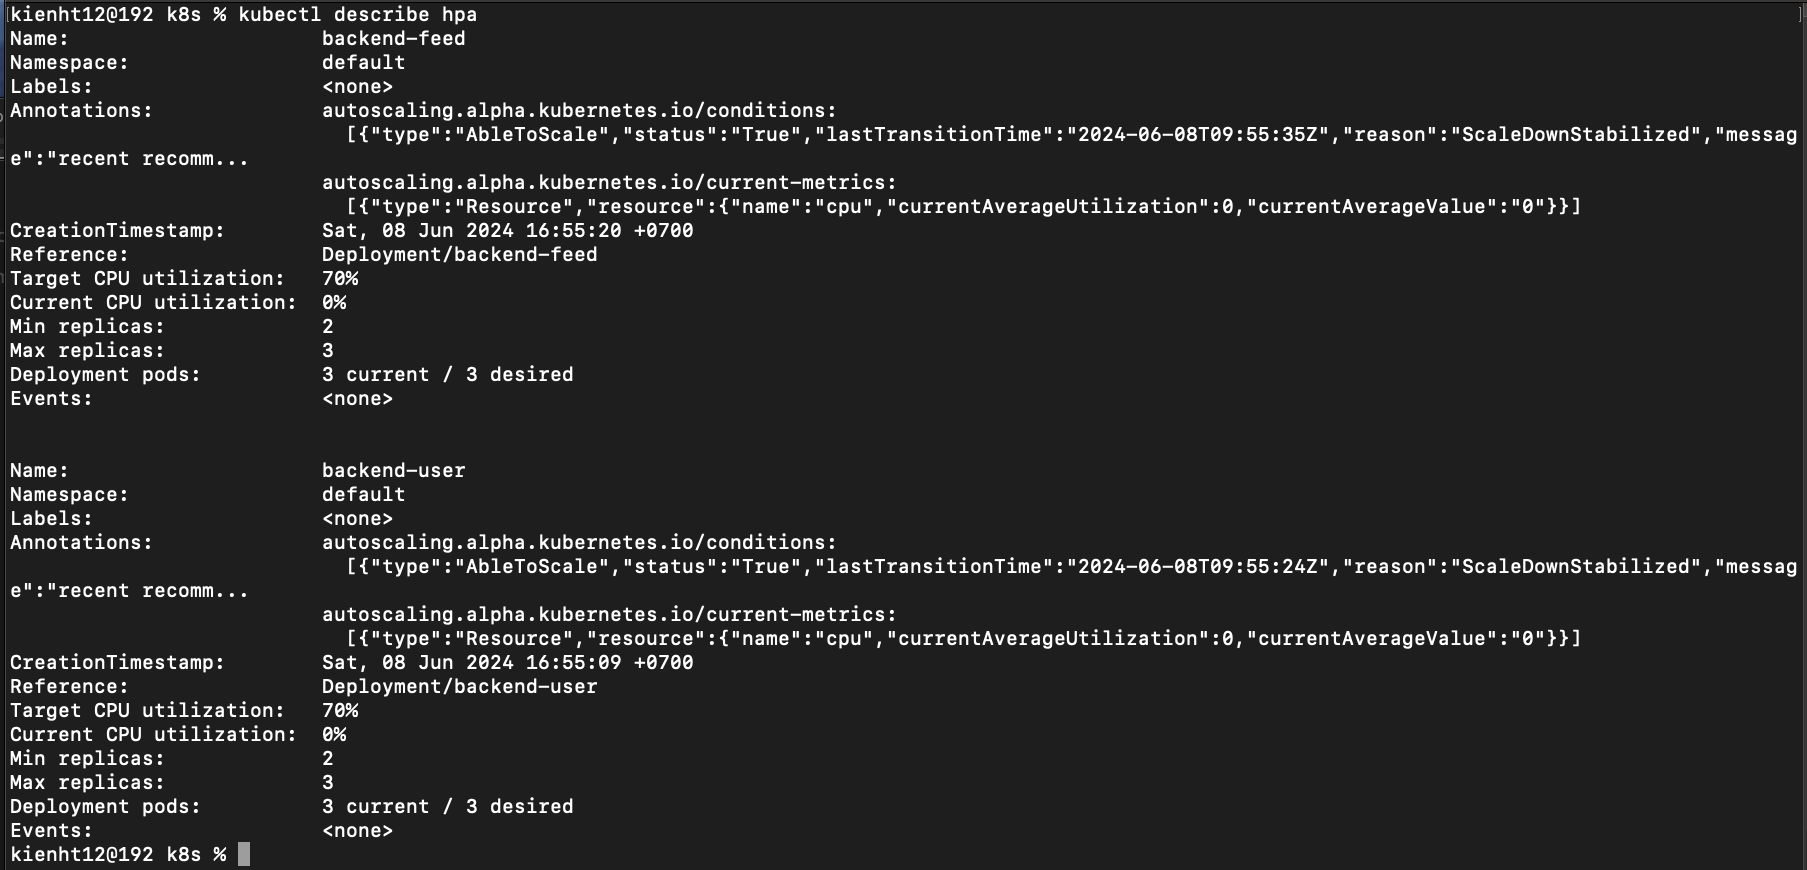 [kienht12@192 k8s % kubectl describe hpa ]
Name: backend-feed
Namespace: default
Labels: <none>
Annotations: autoscaling.alpha.kubernetes.io/conditions:
[{"type":"AbleToScale","status":"True","lastTransitionTime":"2024-06-08T09:55:35Z","reason":"ScaleDownStabilized","messag
e":"recent recomm...
autoscaling.alpha.kubernetes.io/current-metrics:
[{"type":"Resource","resource":{"name":"cpu","currentAverageUtilization":0,"currentAverageValue":"0"}}]
CreationTimestamp: Sat, 08 Jun 2024 16:55:20 +0700
Reference: Deployment/backend-feed
Target CPU utilization: 70%
Current CPU utilization: 0%
Min replicas: 2
Max replicas: 3
Deployment pods: 3 current / 3 desired
Events: <none>
Name: backend-user
Namespace: default
Labels: <none>
Annotations: autoscaling.alpha.kubernetes.io/conditions:
[{"type":"AbleToScale","status":"True","lastTransitionTime":"2024-06-08T09:55:24Z","reason":"ScaleDownStabilized","messag
e":"recent recomm...
autoscaling.alpha.kubernetes.io/current-metrics:
[{"type":"Resource","resource":{"name":"cpu","currentAverageUtilization":0,"currentAverageValue":"0"}}]
CreationTimestamp: Sat, 08 Jun 2024 16:55:09 +0700
Reference: Deployment/backend-user
Target CPU utilization: 70%
Current CPU utilization: 0%
Min replicas: 2
Max replicas: 3
Deployment pods: 3 current / 3 desired
Events: <none>
kienht12@192 k8s %